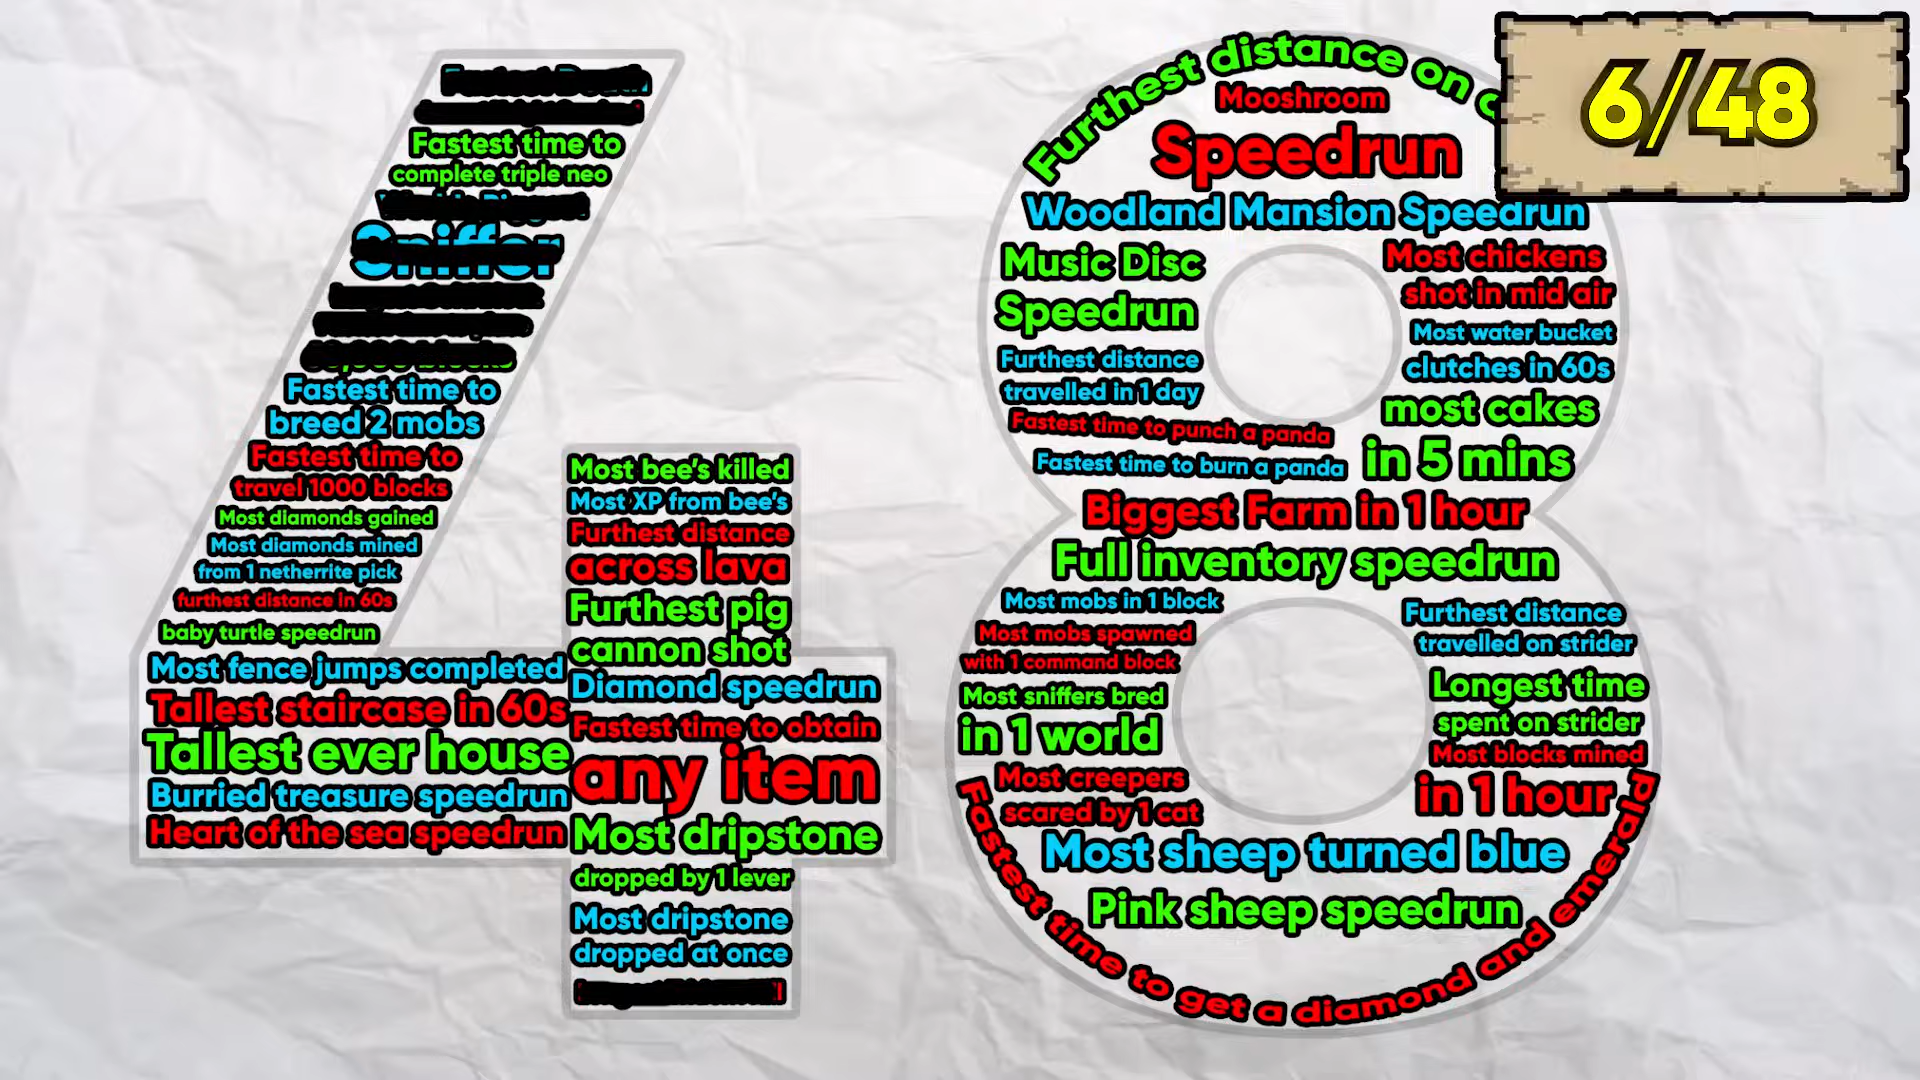 6/48
Fastest time to
complete triple neo
Sniffer
Fastest time to
breed 2 mobs
Fastest time to
travel 1000 blocks
Most diamonds gained
Most diamonds mined
from 1 netherrite pick
furthest distance in 60s
baby turtle speedrun
Most fence jumps completed
Tallest staircase in 60s
Tallest ever house
Burried treasure speedrun
Heart of the sea speedrun
Most bee's killed
Most XP from bee's
Furthest distance
across lava
Furthest pig
cannon shot
Diamond speedrun
Fastest time to obtain
any item
Most dripstone
dropped by 1 lever
Most dripstone
dropped at once
Furthest distance on
Mooshroom
Speedrun
Woodland Mansion Speedrun
Music Disc
Speedrun
Furthest distance
travelled in 1 day
Fastest time to punch a panda
Fastest time to burn a panda
Most chickens
shot in mid air
Most water bucket
clutches in 60s
most cakes
in 5 mins
Biggest Farm in 1 hour
Full inventory speedrun
Most mobs in 1 block
Most mobs spawned
with 1 command block
Most sniffers bred
in 1 world
Most creepers
scared by 1 cat
Furthest distance
travelled on strider
Longest time
spent on strider
Most blocks mined
in 1 hour
Most sheep turned blue
Pink sheep speedrun
Fastest time to get a diamond and emerald